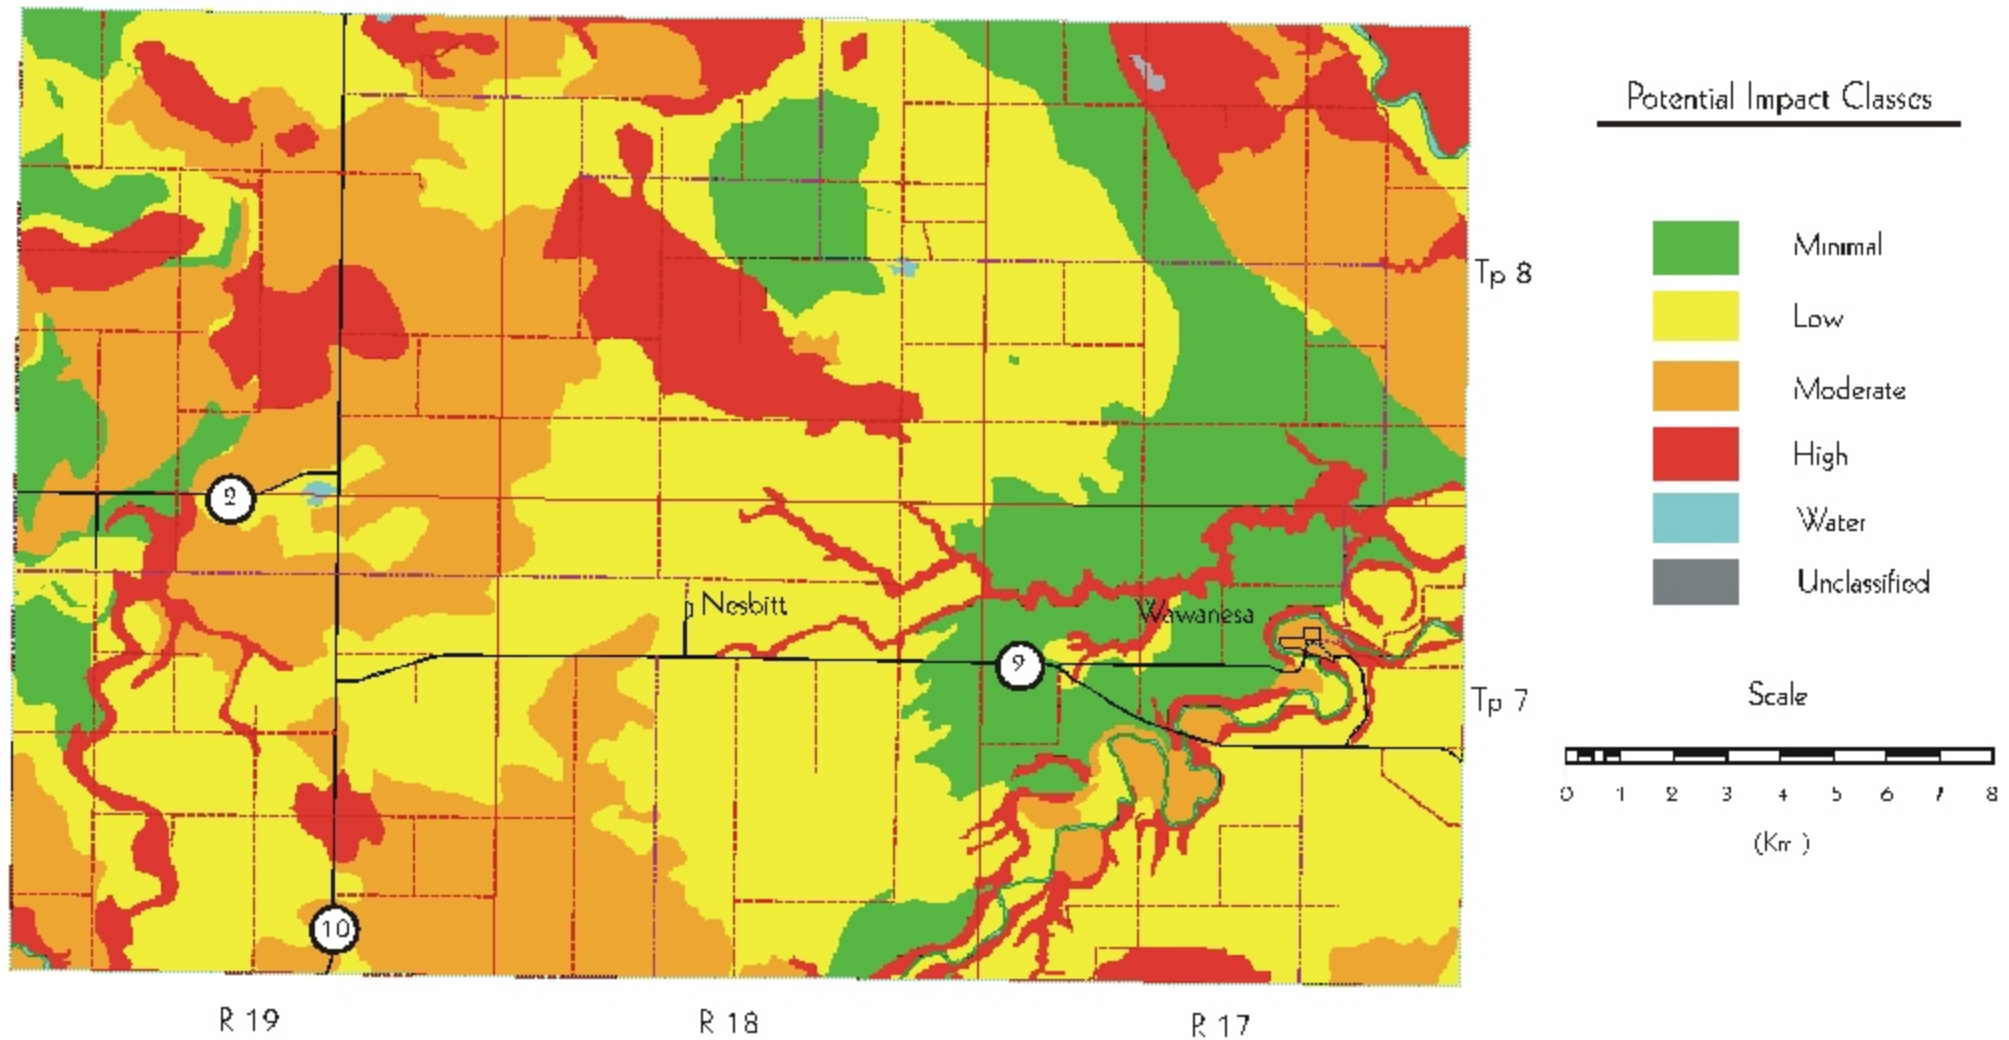 Potential Impact Classes
Minimal
Tp 8
Low
Moderate
High
2
Water
Unclassified
Nesbitt
Wawanesa
2
Tp 7
Scale
0 1 2 3 4 5 6 7 8
(Km )
10
R 19
R 18
R 17